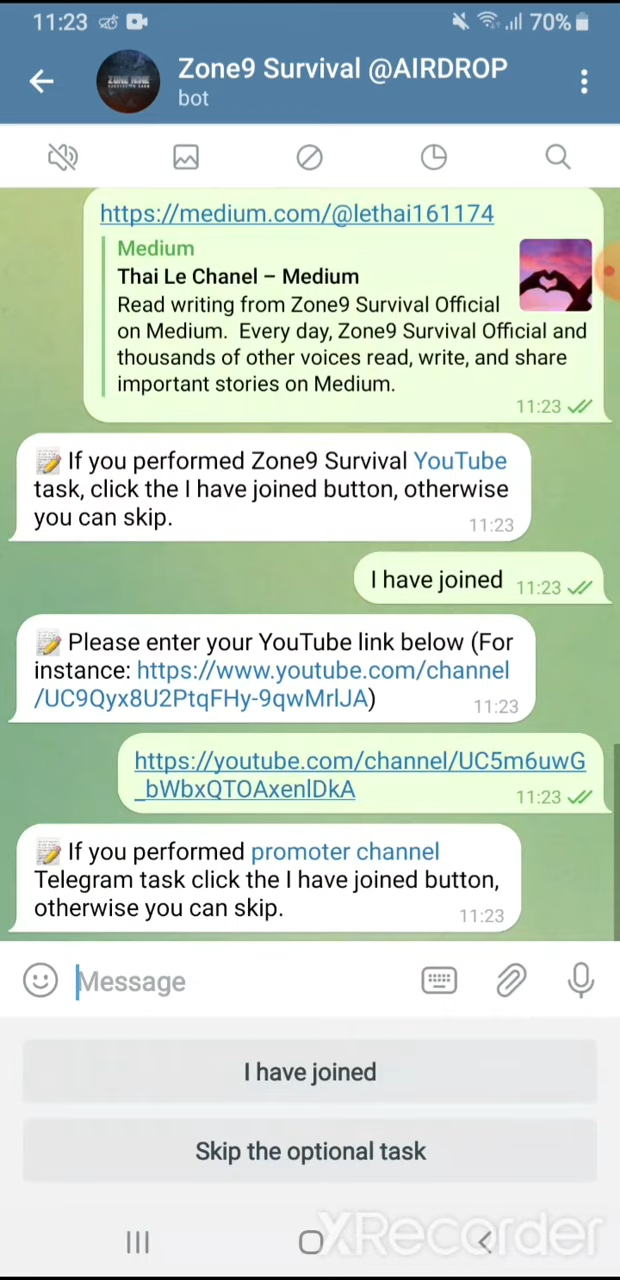 11:23
70%
Zone9 Survival @AIRDROP
bot
https://medium.com/@lethai161174
Medium
Thai Le Chanel – Medium
Read writing from Zone9 Survival Official
on Medium. Every day, Zone9 Survival Official and
thousands of other voices read, write, and share
important stories on Medium.
11:23
If you performed Zone9 Survival YouTube
task, click the I have joined button, otherwise
you can skip.
11:23
I have joined
11:23
Please enter your YouTube link below (For
instance: https://www.youtube.com/channel
/UC9Qyx8U2PtqFHy-9qwMrlJA)
11:23
https://youtube.com/channel/UC5m6uwG
_bWbxQTOAxenlDkA
11:23
If you performed promoter channel
Telegram task click the I have joined button,
otherwise you can skip.
11:23
Message
I have joined
Skip the optional task
XRecorder